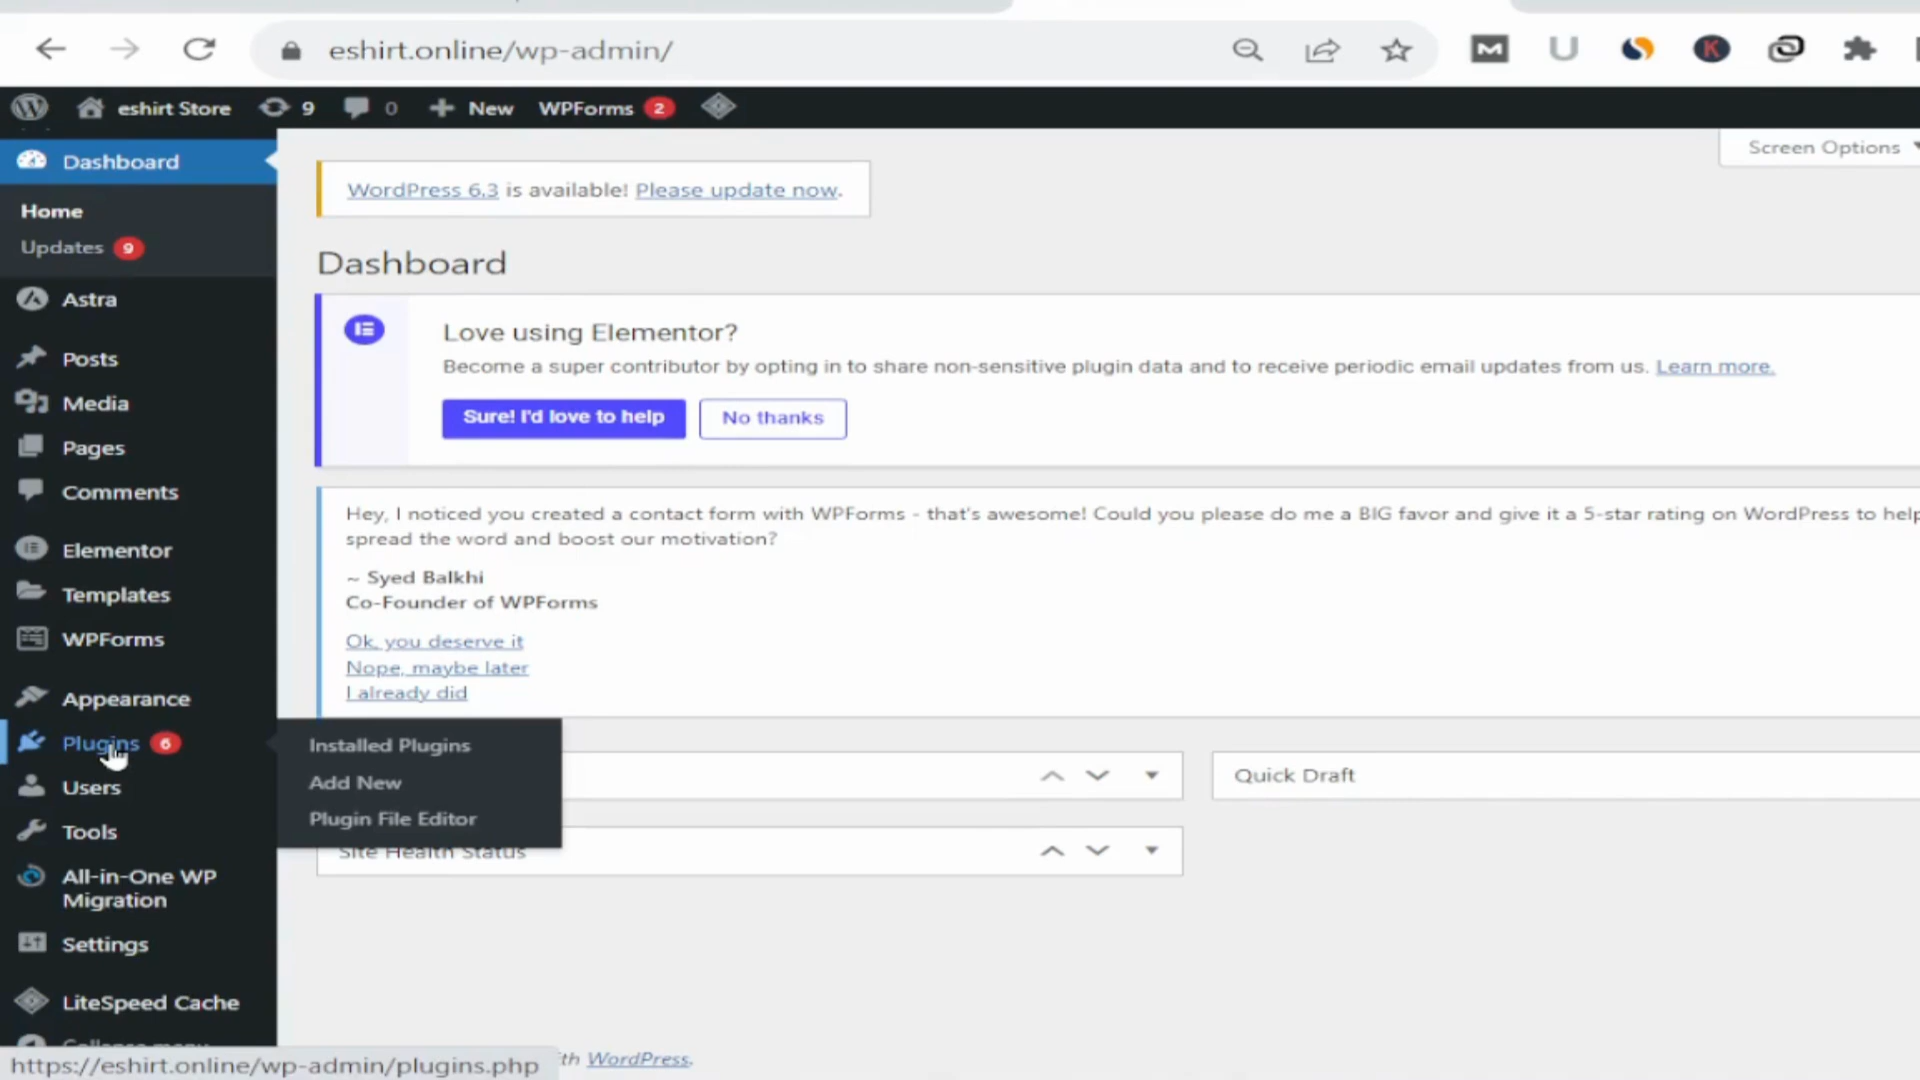 eshirt.online/wp-admin/
eshirt Store 9 0 New WPForms 2
Screen Options
Dashboard
Home
Updates 9
Astra
Posts
Media
Pages
Comments
Elementor
Templates
WPForms
Appearance
Plugins 6
Users
Tools
All-in-One WP
Migration
Settings
LiteSpeed Cache
Collapse menu
https://eshirt.online/wp-admin/plugins.php
Installed Plugins
Add New
Plugin File Editor
WordPress 6.3 is available! Please update now.
Dashboard
Love using Elementor?
Become a super contributor by opting in to share non-sensitive plugin data and to receive periodic email updates from us. Learn more.
Sure! I'd love to help No thanks
Hey, I noticed you created a contact form with WPForms - that's awesome! Could you please do me a BIG favor and give it a 5-star rating on WordPress to help
spread the word and boost our motivation?
~ Syed Balkhi
Co-Founder of WPForms
Ok, you deserve it
Nope, maybe later
I already did
Quick Draft
Site Health Status
WordPress.